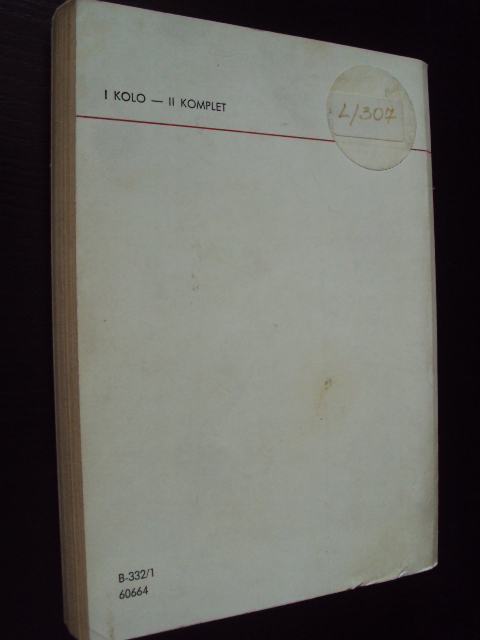 I KOLO — II KOMPLET
L/307
B-332/1
60664